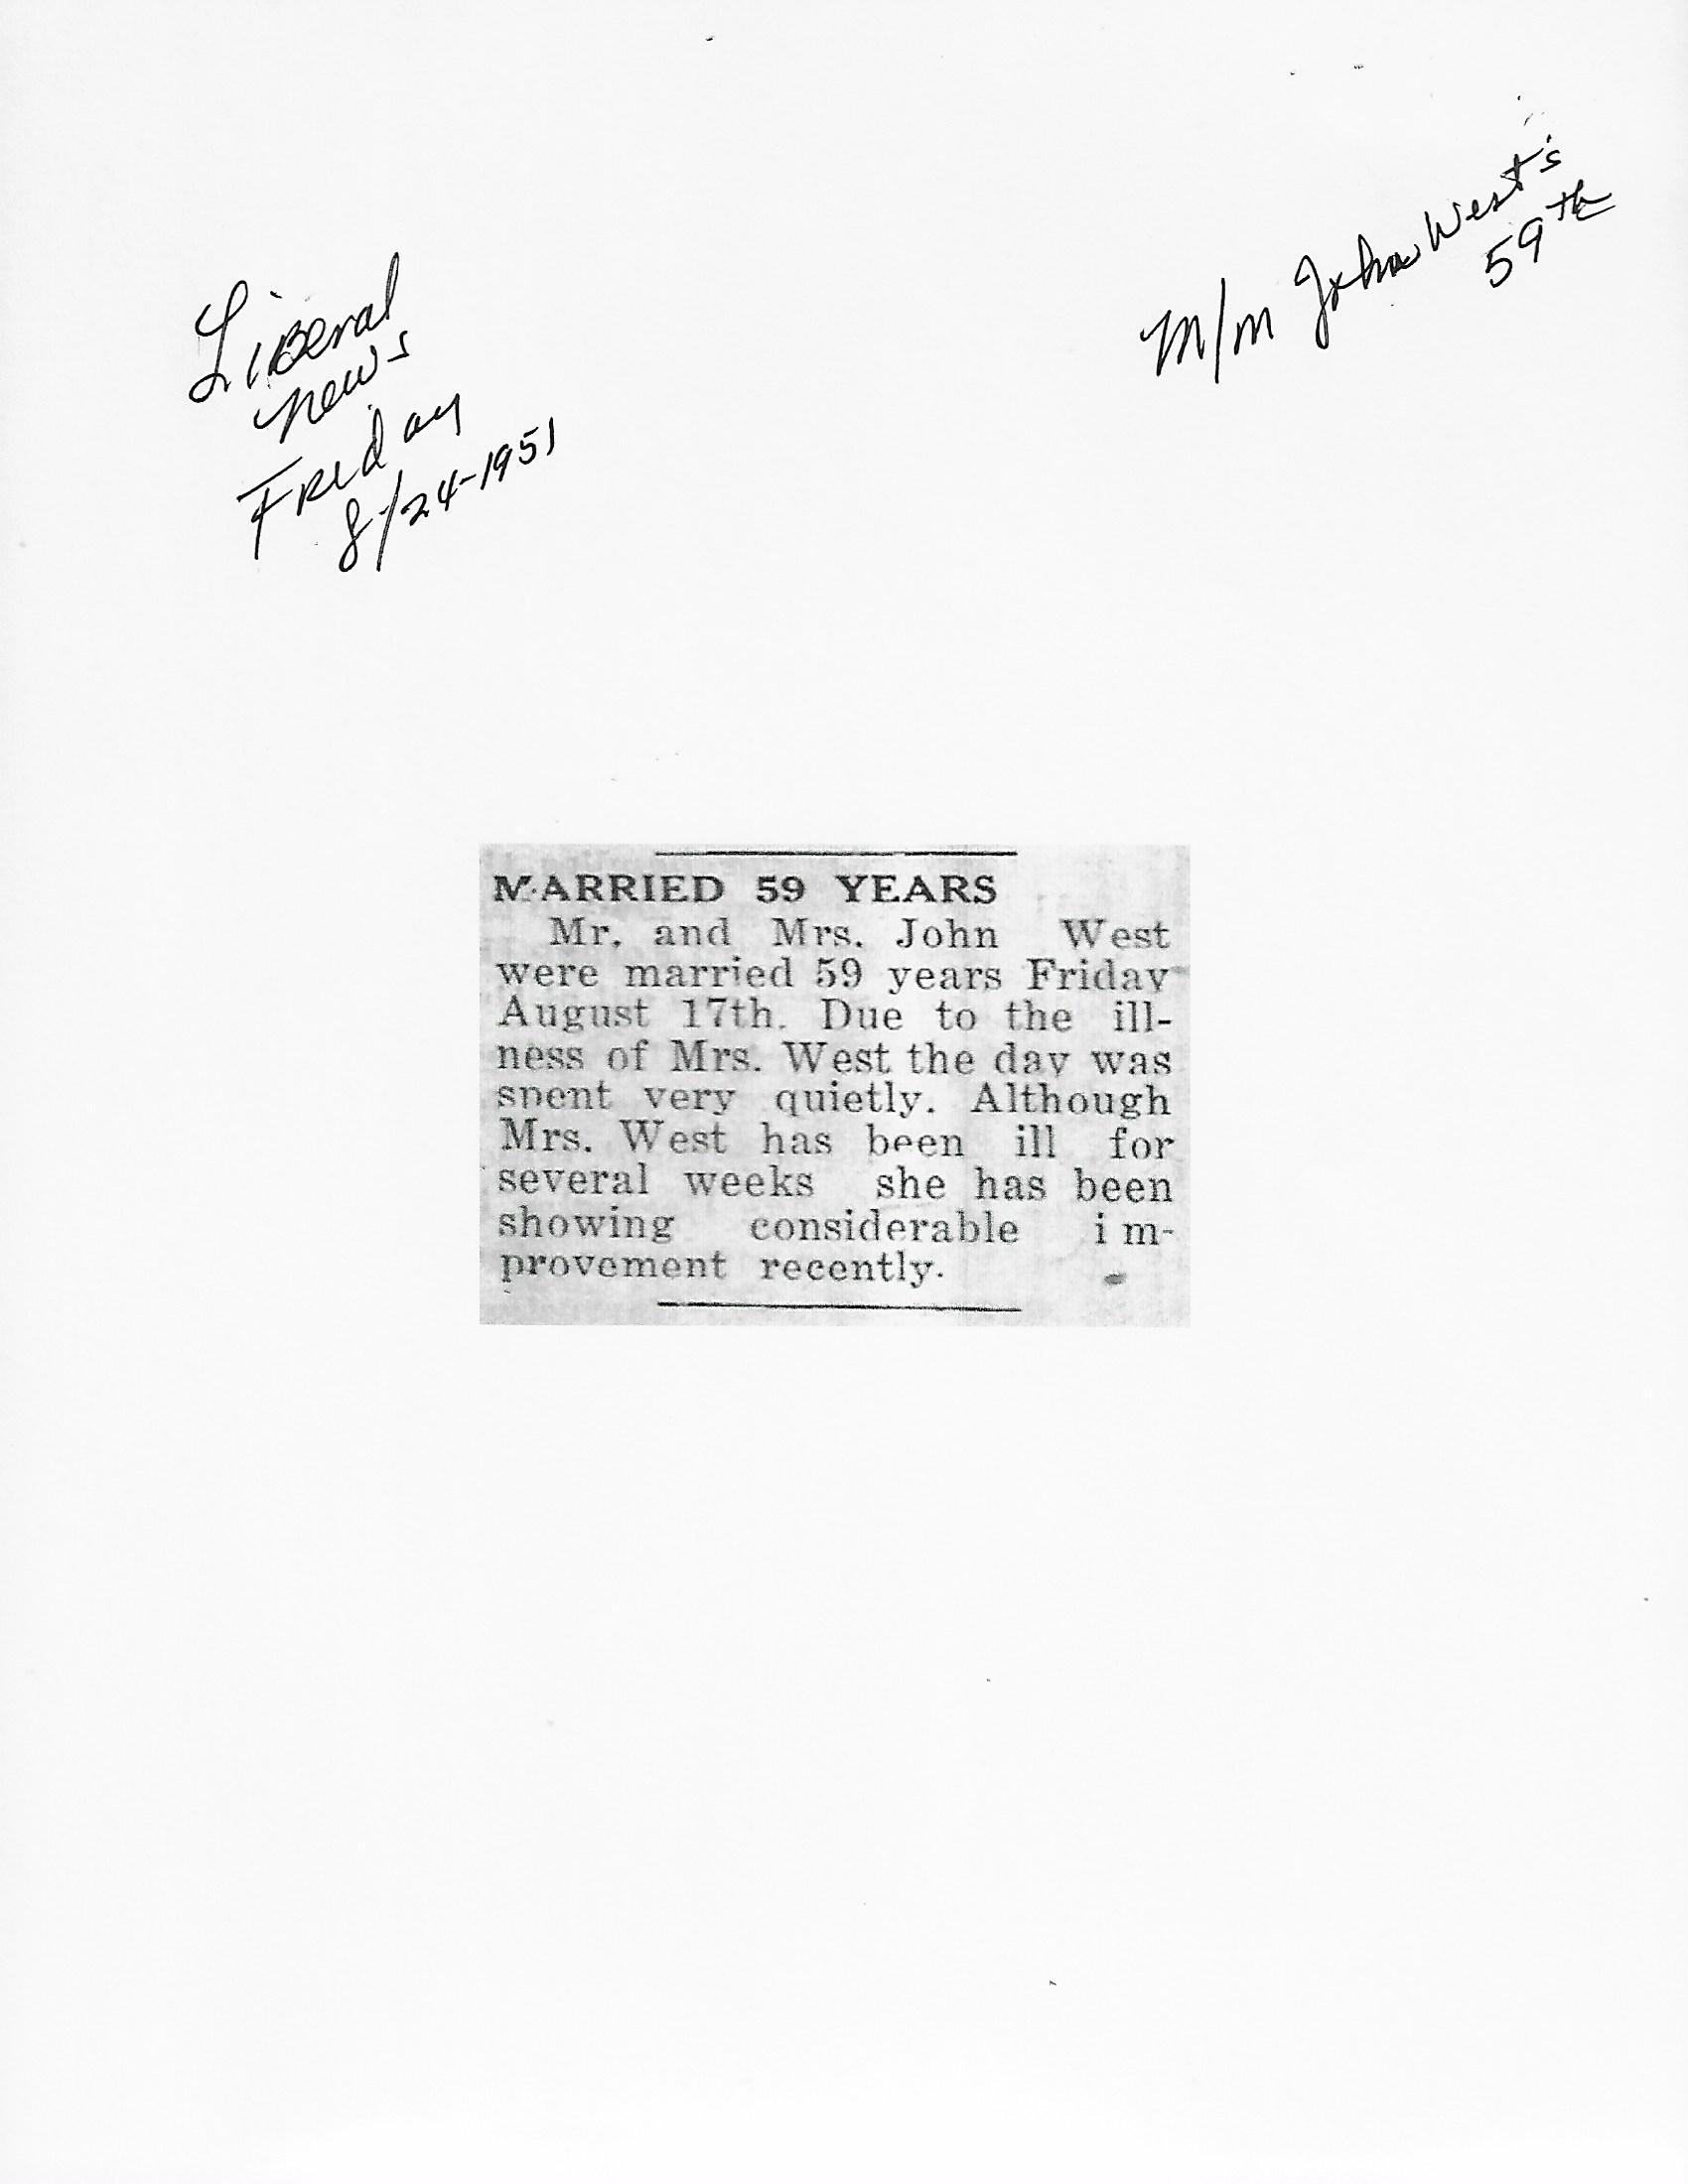 M/M John West's
59th
Liberal
News
Friday
8/24-1951
MARRIED 59 YEARS
Mr. and Mrs. John West
were married 59 years Friday
August 17th. Due to the ill-
ness of Mrs. West the day was
spent very quietly. Although
Mrs. West has been ill for
several weeks she has been
showing considerable im-
provement recently.